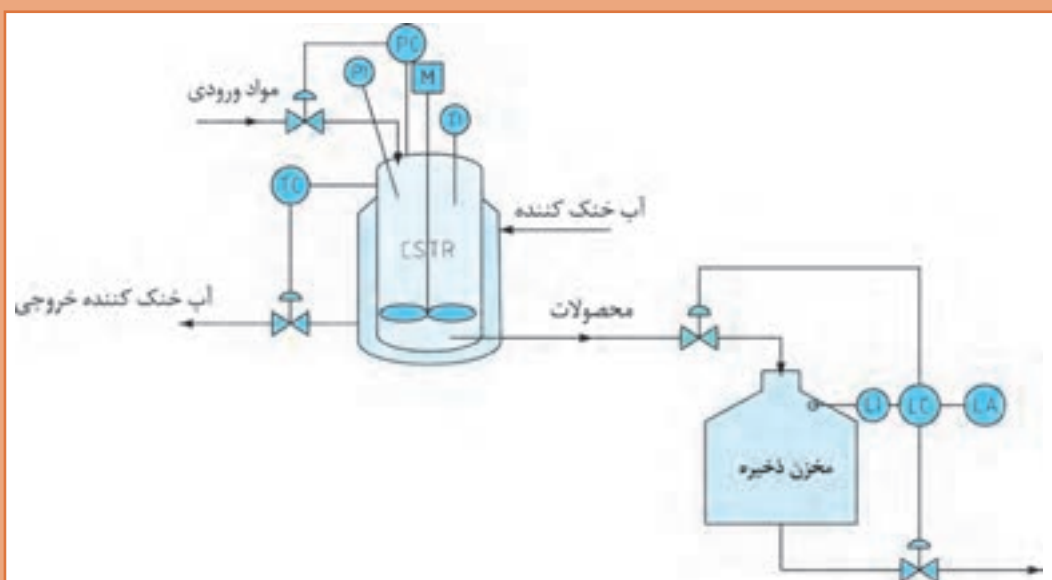 PC
PI
M
مواد ورودی
TI
TC
آب خنک کننده
CSTR
آب خنک کننده خروجی
محصولات
LI
LC
LA
مخزن ذخیره